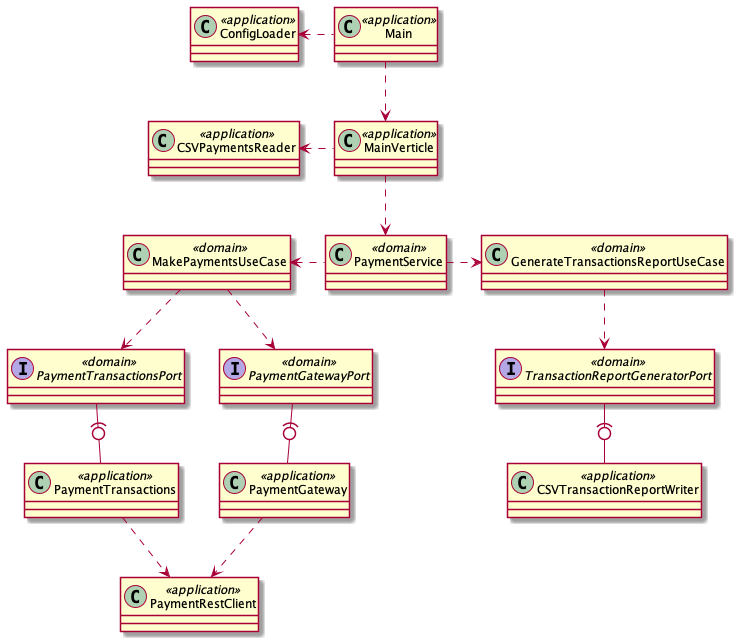 C «application» ConfigLoader
C «application» Main
C «application» CSVPaymentsReader
C «application» MainVerticle
C «domain» MakePaymentsUseCase
C «domain» PaymentService
C «domain» GenerateTransactionsReportUseCase
I «domain» PaymentTransactionsPort
I «domain» PaymentGatewayPort
I «domain» TransactionReportGeneratorPort
C «application» PaymentTransactions
C «application» PaymentGateway
C «application» CSVTransactionReportWriter
C «application» PaymentRestClient